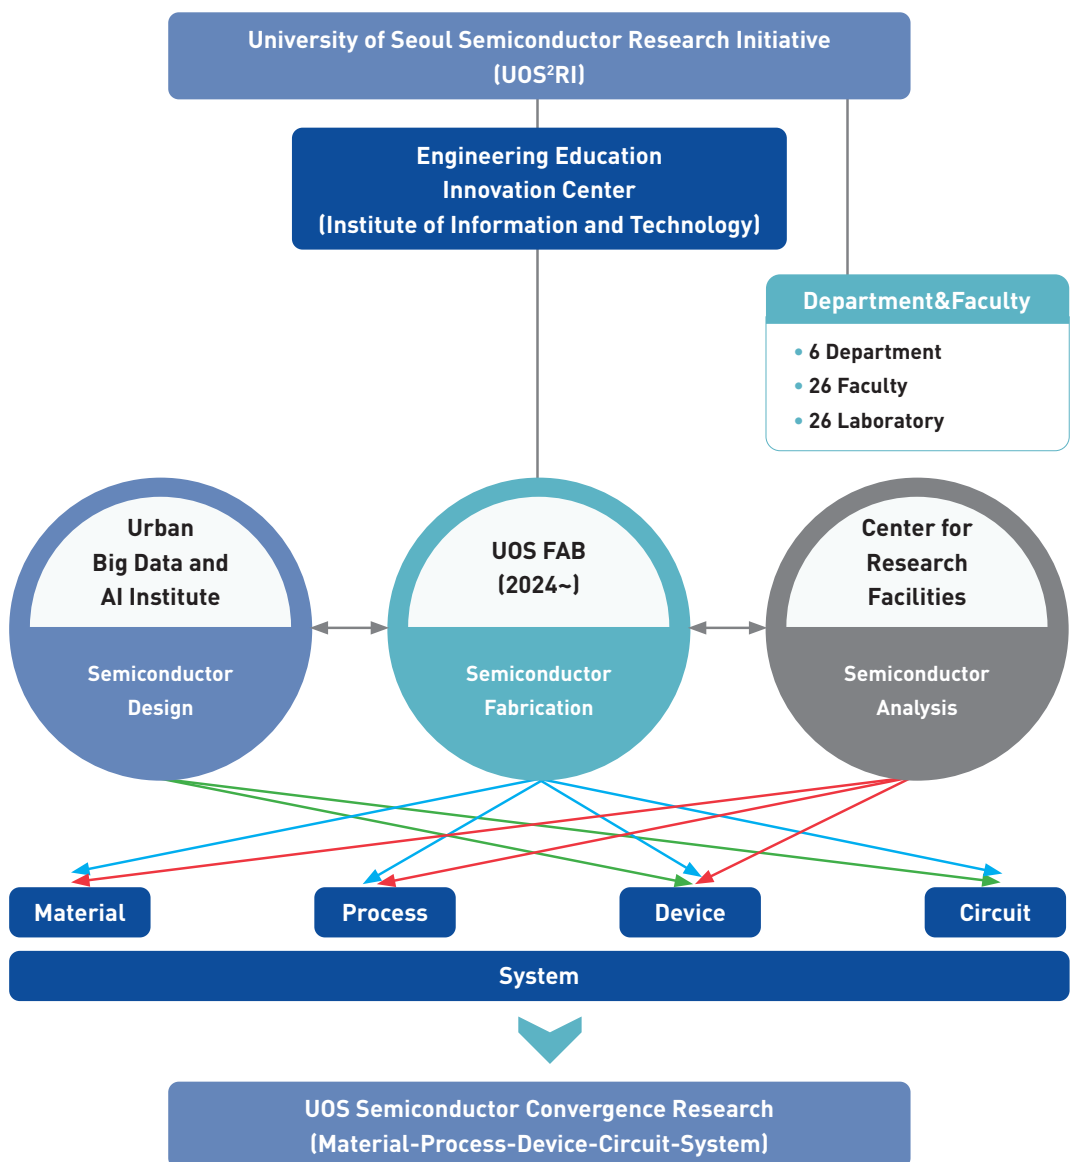 University of Seoul Semiconductor Research Initiative
(UOS²RI)
Engineering Education
Innovation Center
(Institute of Information and Technology)
Department&Faculty
• 6 Department
• 26 Faculty
• 26 Laboratory
Urban
Big Data and
AI Institute
Semiconductor
Design
UOS FAB
(2024~)
Semiconductor
Fabrication
Center for
Research
Facilities
Semiconductor
Analysis
Material
Process
Device
Circuit
System
UOS Semiconductor Convergence Research
(Material-Process-Device-Circuit-System)